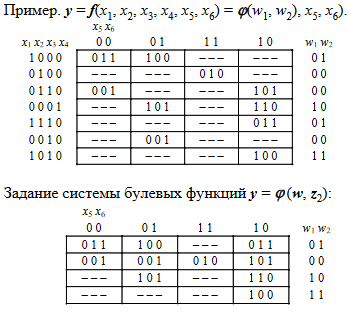 Пример. y = f(x1, x2, x3, x4, x5, x6) = φ(w1, w2), x5, x6).
x5 x6
x1 x2 x3 x4 0 0 0 1 1 1 1 0 w1 w2
1 0 0 0 0 1 1 1 0 0 – – – – – – 0 1
0 1 0 0 – – – – – – 0 1 0 – – – 0 0
0 1 1 0 0 0 1 – – – – – – 1 0 1 0 0
0 0 0 1 – – – 1 0 1 – – – 1 1 0 1 0
1 1 1 0 – – – – – – – – – 0 1 1 0 1
0 0 1 0 – – – 0 0 1 – – – – – – 0 0
1 0 1 0 – – – – – – – – – 1 0 0 1 1
Задание системы булевых функций y = φ (w, z2):
x5 x6
0 0 0 1 1 1 1 0 w1 w2
0 1 1 1 0 0 – – – 0 1 1 0 1
0 0 1 0 0 1 0 1 0 1 0 1 0 0
– – – 1 0 1 – – – 1 1 0 1 0
– – – – – – – – – 1 0 0 1 1